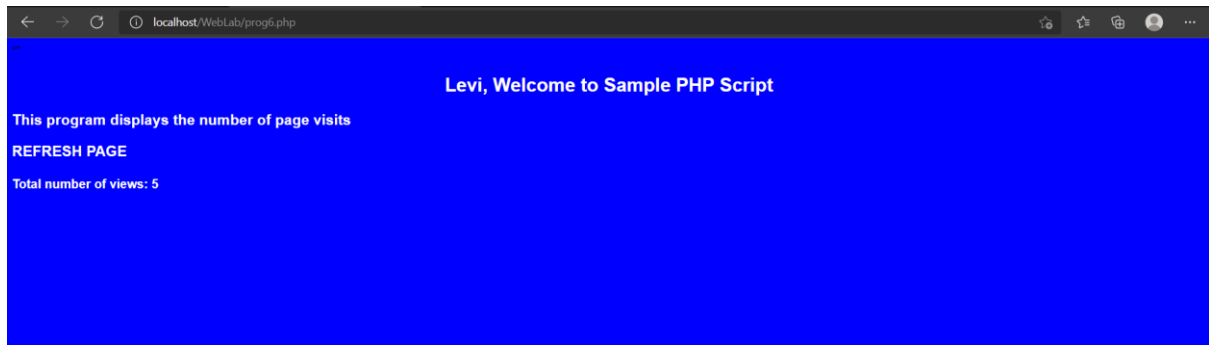 localhost/WebLab/prog6.php
Levi, Welcome to Sample PHP Script
This program displays the number of page visits
REFRESH PAGE
Total number of views: 5